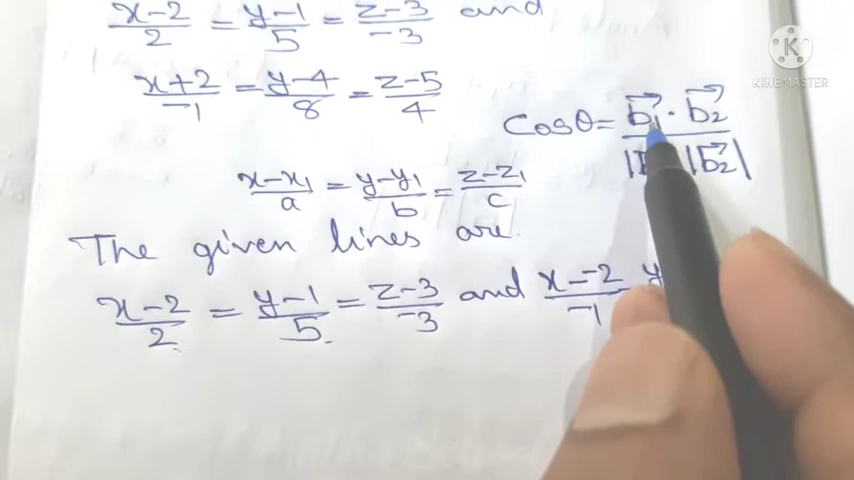 x-2/2 = y-1/5 = z-3/-3 and
KINEMASTER
x+2/-1 = y-4/8 = z-5/4
Cosθ = b₁⃗ · b₂⃗ / | |b₂⃗|
x-x₁/a = y-y₁/b = z-z₁/c
The given lines are.
x-2/2 = y-1/5 = z-3/-3 and x--2/-1 y